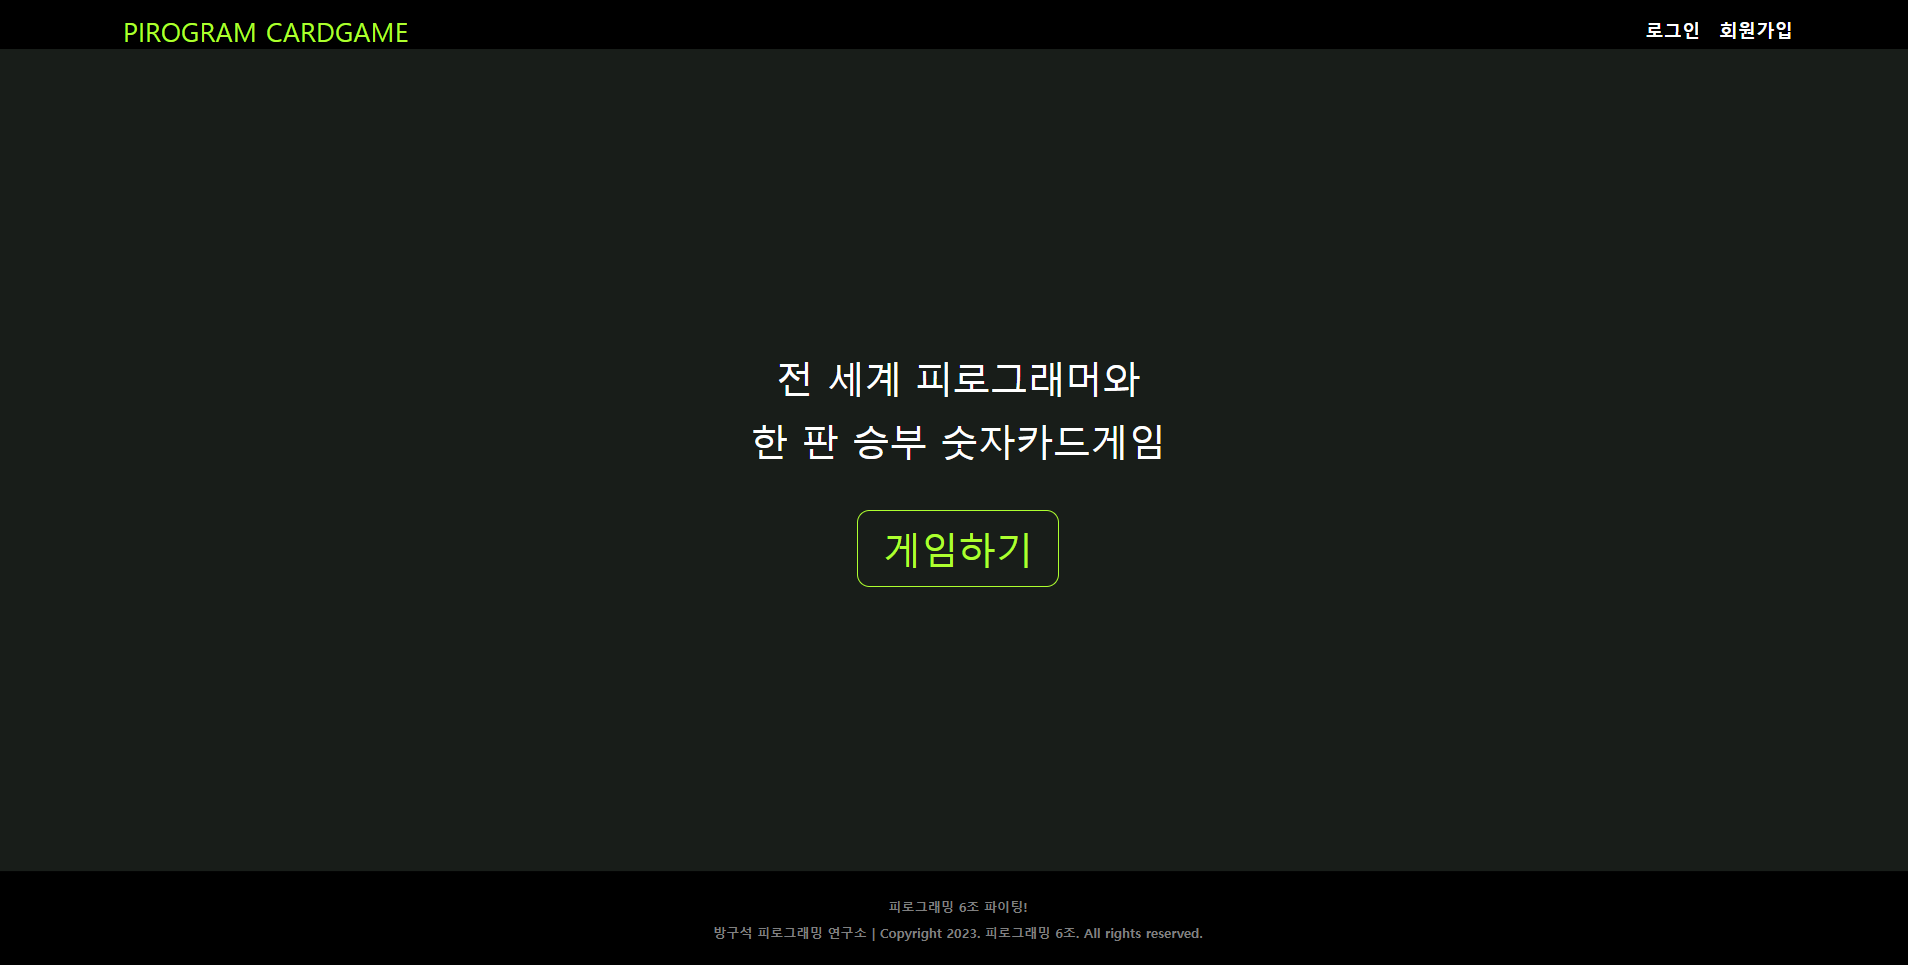 PIROGRAM CARDGAME
로그인 회원가입
전 세계 피로그래머와
한 판 승부 숫자카드게임
게임하기
피로그래밍 6조 파이팅!
방구석 피로그래밍 연구소 | Copyright 2023. 피로그래밍 6조. All rights reserved.